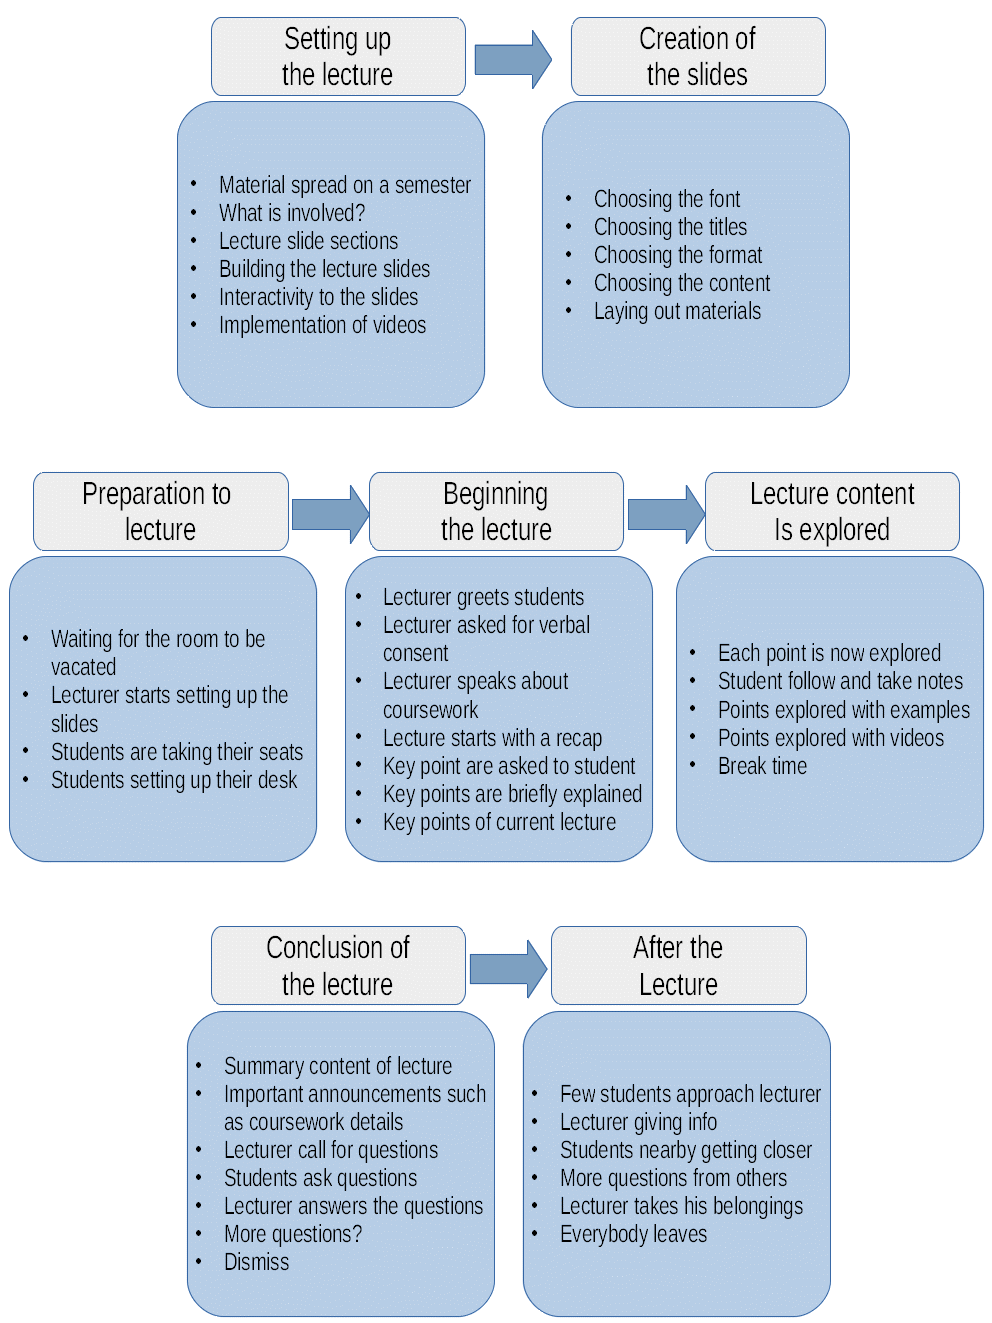 Setting up
the lecture
Creation of
the slides
• Material spread on a semester
• What is involved?
• Lecture slide sections
• Building the lecture slides
• Interactivity to the slides
• Implementation of videos
• Choosing the font
• Choosing the titles
• Choosing the format
• Choosing the content
• Laying out materials
Preparation to
lecture
Beginning
the lecture
Lecture content
Is explored
• Waiting for the room to be
vacated
• Lecturer starts setting up the
slides
• Students are taking their seats
• Students setting up their desk
• Lecturer greets students
• Lecturer asked for verbal
consent
• Lecturer speaks about
coursework
• Lecture starts with a recap
• Key point are asked to student
• Key points are briefly explained
• Key points of current lecture
• Each point is now explored
• Student follow and take notes
• Points explored with examples
• Points explored with videos
• Break time
Conclusion of
the lecture
After the
Lecture
• Summary content of lecture
• Important announcements such
as coursework details
• Lecturer call for questions
• Students ask questions
• Lecturer answers the questions
• More questions?
• Dismiss
• Few students approach lecturer
• Lecturer giving info
• Students nearby getting closer
• More questions from others
• Lecturer takes his belongings
• Everybody leaves